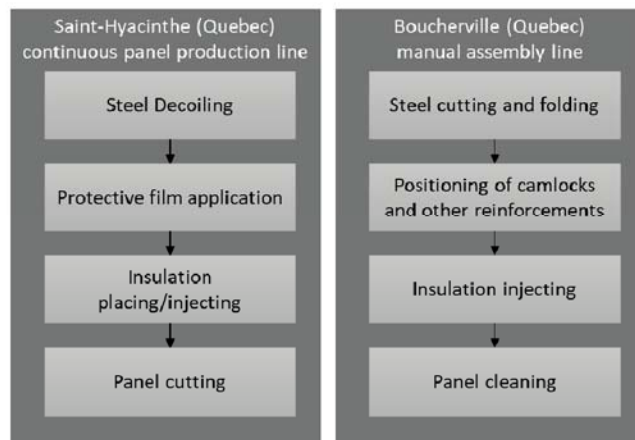 Saint-Hyacinthe (Quebec)
continuous panel production line
Steel Decoiling
Protective film application
Insulation
placing/injecting
Panel cutting
Boucherville (Quebec)
manual assembly line
Steel cutting and folding
Positioning of camlocks
and other reinforcements
Insulation injecting
Panel cleaning